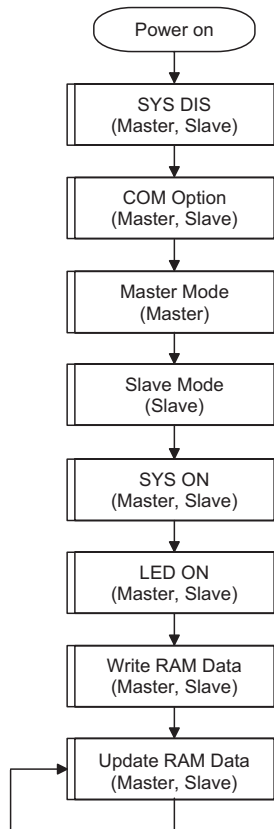 Power on
SYS DIS
(Master, Slave)
COM Option
(Master, Slave)
Master Mode
(Master)
Slave Mode
(Slave)
SYS ON
(Master, Slave)
LED ON
(Master, Slave)
Write RAM Data
(Master, Slave)
Update RAM Data
(Master, Slave)